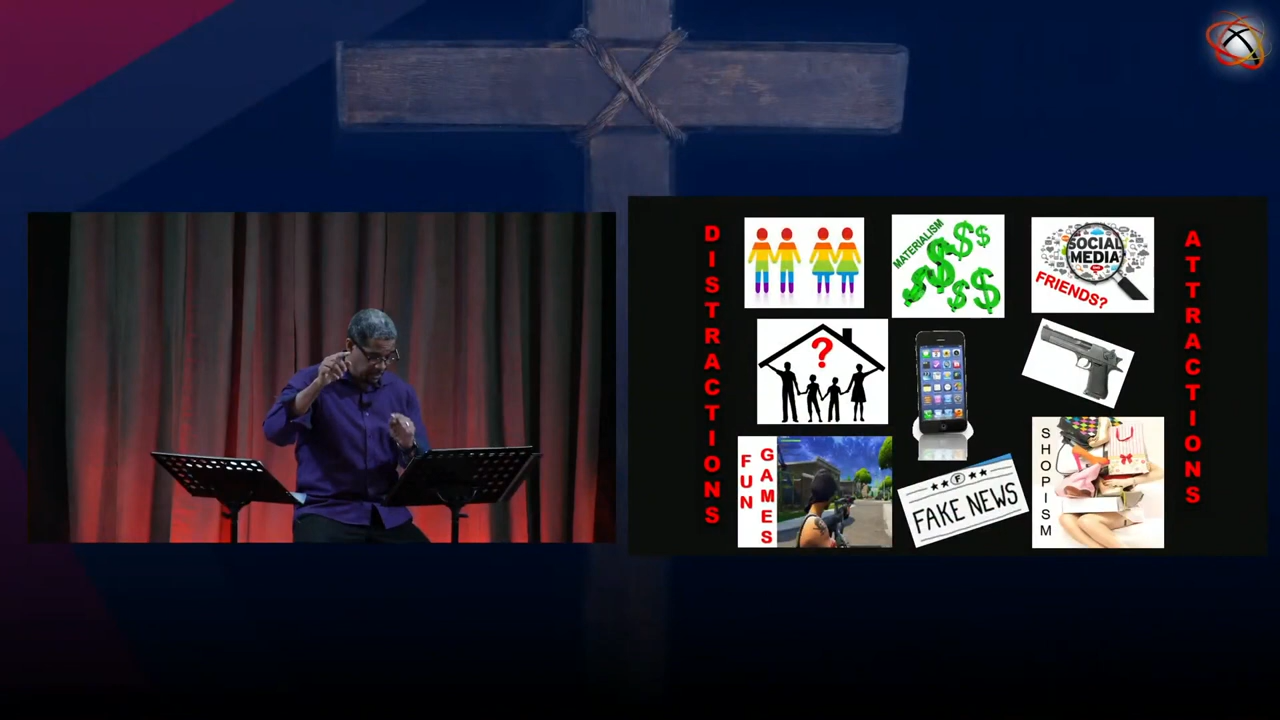 DISTRACTIONS
MATERIALISM
SOCIAL
MEDIA
FRIENDS?
ATTRACTIONS
?
FUN
GAMES
F
FAKE NEWS
SHOPISM